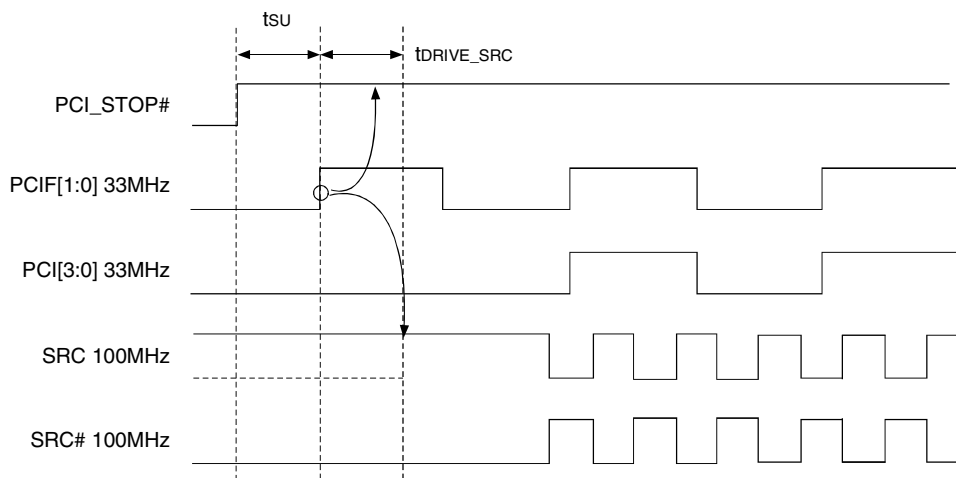 tSU
tDRIVE_SRC
PCI_STOP#
PCIF[1:0] 33MHz
PCI[3:0] 33MHz
SRC 100MHz
SRC# 100MHz